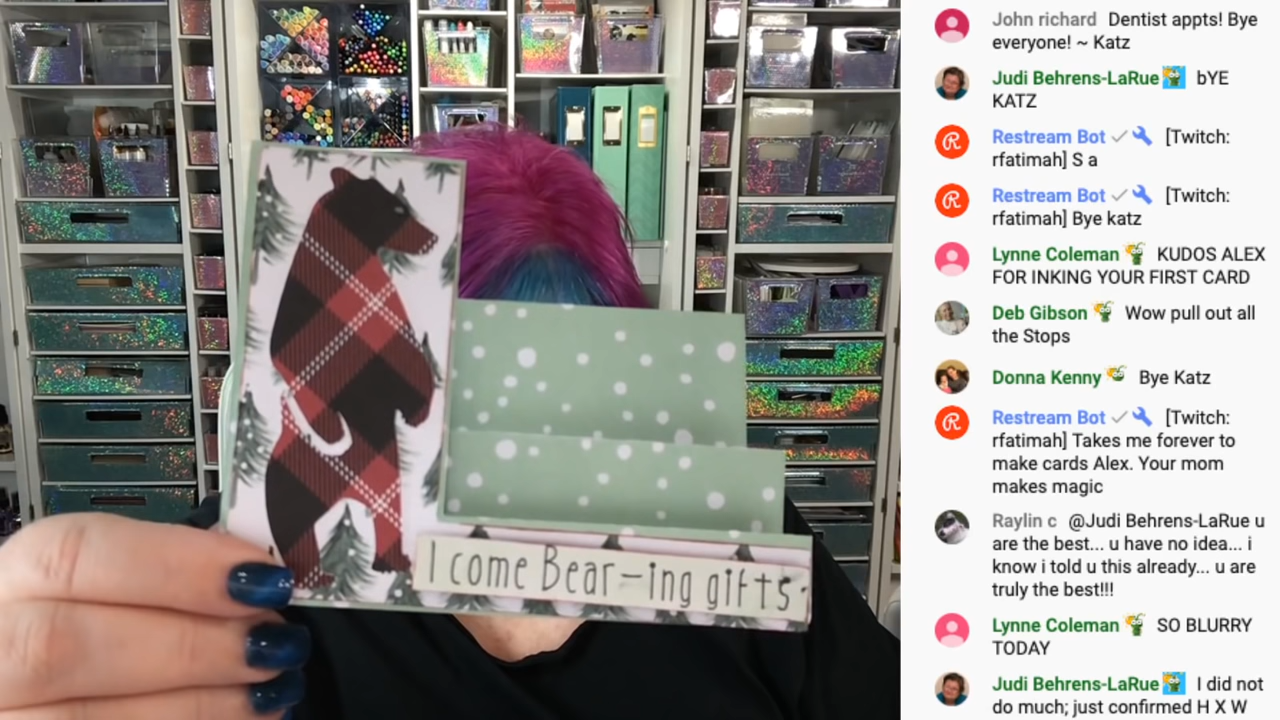 I come Bear-ing gifts.
John richard Dentist appts! Bye
everyone! ~ Katz
Judi Behrens-LaRue bYE
KATZ
Restream Bot [Twitch:
rfatimah] S a
Restream Bot [Twitch:
rfatimah] Bye katz
Lynne Coleman KUDOS ALEX
FOR INKING YOUR FIRST CARD
Deb Gibson Wow pull out all
the Stops
Donna Kenny Bye Katz
Restream Bot [Twitch:
rfatimah] Takes me forever to
make cards Alex. Your mom
makes magic
Raylin c @Judi Behrens-LaRue u
are the best... u have no idea... i
know i told u this already... u are
truly the best!!!
Lynne Coleman SO BLURRY
TODAY
Judi Behrens-LaRue I did not
do much; just confirmed H X W